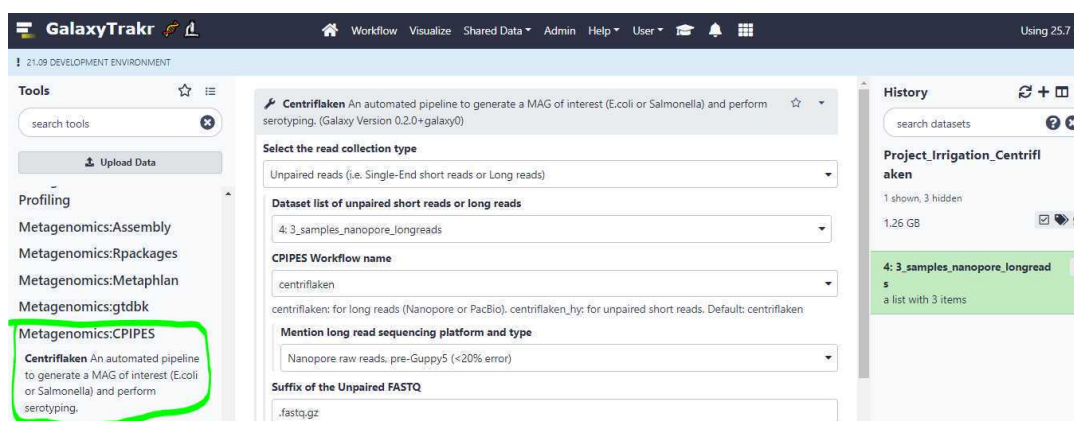 GalaxyTrakr
Workflow Visualize Shared Data Admin Help User
Using 25.7
! 21.09 DEVELOPMENT ENVIRONMENT
Tools
search tools
Upload Data
Profiling
Metagenomics:Assembly
Metagenomics:Rpackages
Metagenomics:Metaphlan
Metagenomics:gtdbk
Metagenomics:CPIPES
Centriflaken An automated pipeline
to generate a MAG of interest (E.coli
or Salmonella) and perform
serotyping.
Centriflaken An automated pipeline to generate a MAG of interest (E.coli or Salmonella) and perform
serotyping. (Galaxy Version 0.2.0+galaxy0)
Select the read collection type
Unpaired reads (i.e. Single-End short reads or Long reads)
Dataset list of unpaired short reads or long reads
4: 3_samples_nanopore_longreads
CPIPES Workflow name
centriflaken
centriflaken: for long reads (Nanopore or PacBio). centriflaken_hy: for unpaired short reads. Default: centriflaken
Mention long read sequencing platform and type
Nanopore raw reads, pre-Guppy5 (<20% error)
Suffix of the Unpaired FASTQ
.fastq.gz
History
search datasets
Project_Irrigation_Centrifl
aken
1 shown, 3 hidden
1.26 GB
4: 3_samples_nanopore_longread
s
a list with 3 items